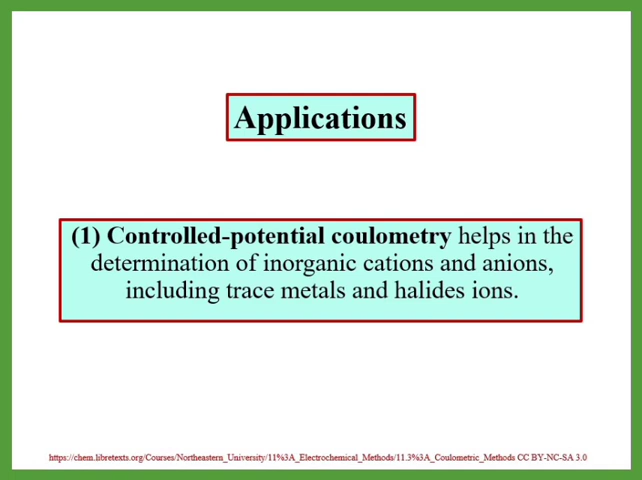 Applications
(1) Controlled-potential coulometry helps in the
determination of inorganic cations and anions,
including trace metals and halides ions.
https://chem.libretexts.org/Courses/Northeastern_University/11%3A_Electrochemical_Methods/11.3%3A_Coulometric_Methods CC BY-NC-SA 3.0